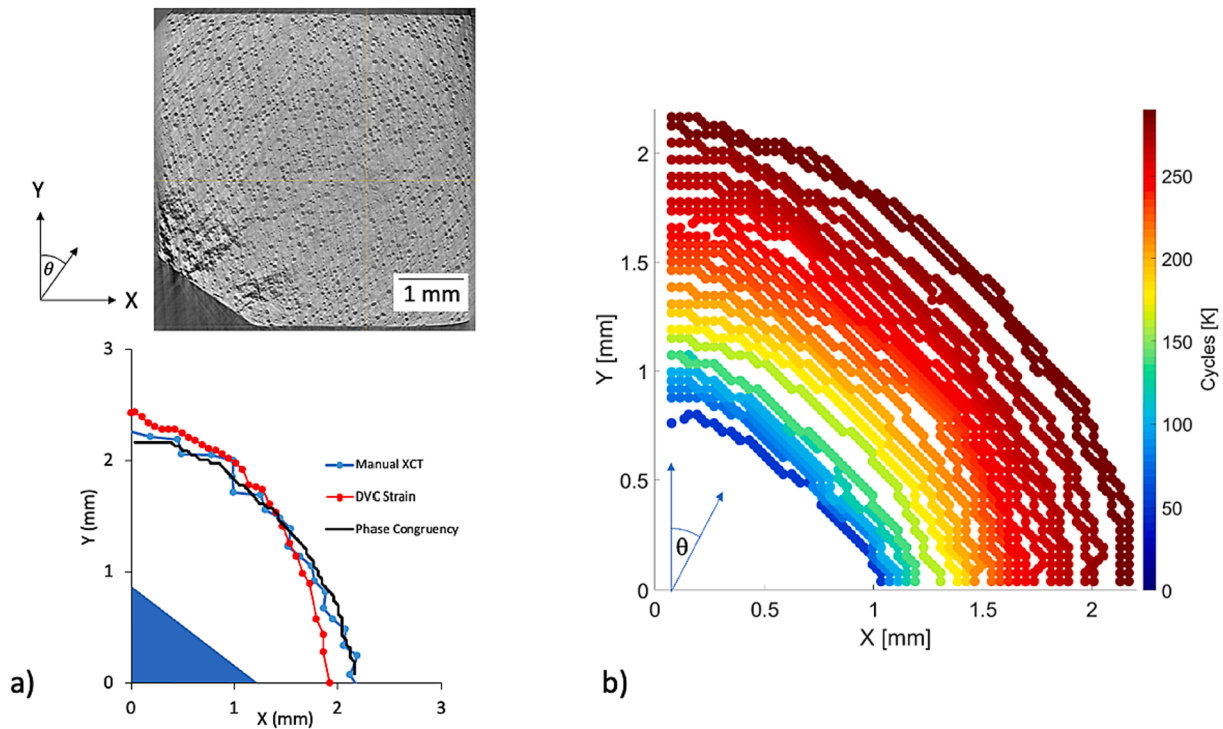 Y
θ
X
1 mm
3
2
1
0
Y (mm)
Manual XCT
DVC Strain
Phase Congruency
0
1
2
3
X (mm)
a)
2
1.5
1
0.5
0
Y [mm]
θ
0
0.5
1
1.5
2
X [mm]
250
200
150
100
50
0
Cycles [K]
b)